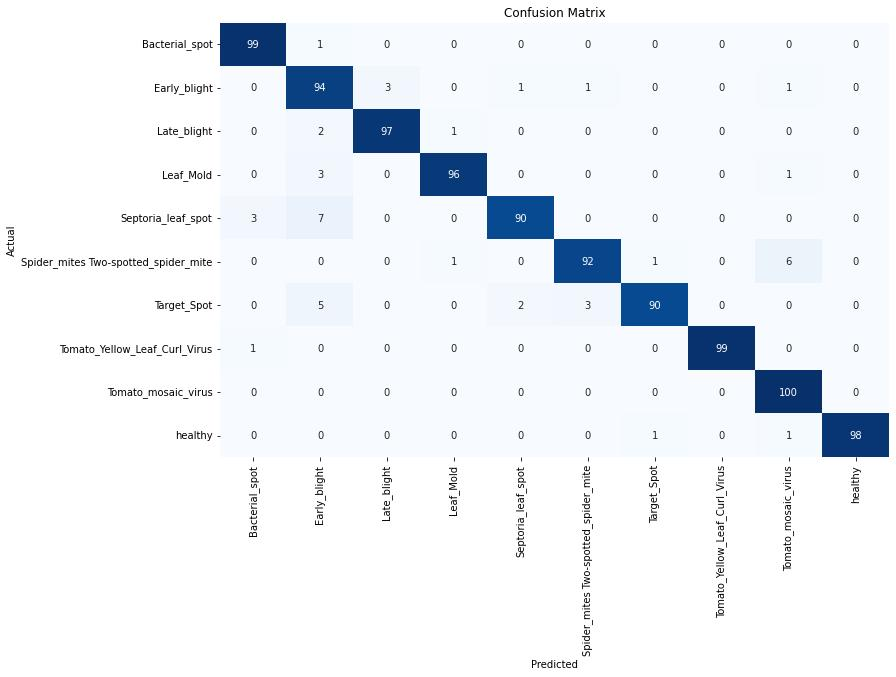 Confusion Matrix
Actual
Bacterial_spot 99 1 0 0 0 0 0 0 0 0
Early_blight 0 94 3 0 1 1 0 0 1 0
Late_blight 0 2 97 1 0 0 0 0 0 0
Leaf_Mold 0 3 0 96 0 0 0 0 1 0
Septoria_leaf_spot 3 7 0 0 90 0 0 0 0 0
Spider_mites Two-spotted_spider_mite 0 0 0 1 0 92 1 0 6 0
Target_Spot 0 5 0 0 2 3 90 0 0 0
Tomato_Yellow_Leaf_Curl_Virus 1 0 0 0 0 0 0 99 0 0
Tomato_mosaic_virus 0 0 0 0 0 0 0 0 100 0
healthy 0 0 0 0 0 0 1 0 1 98
Bacterial_spot
Early_blight
Late_blight
Leaf_Mold
Septoria_leaf_spot
Spider_mites Two-spotted_spider_mite
Target_Spot
Tomato_Yellow_Leaf_Curl_Virus
Tomato_mosaic_virus
healthy
Predicted